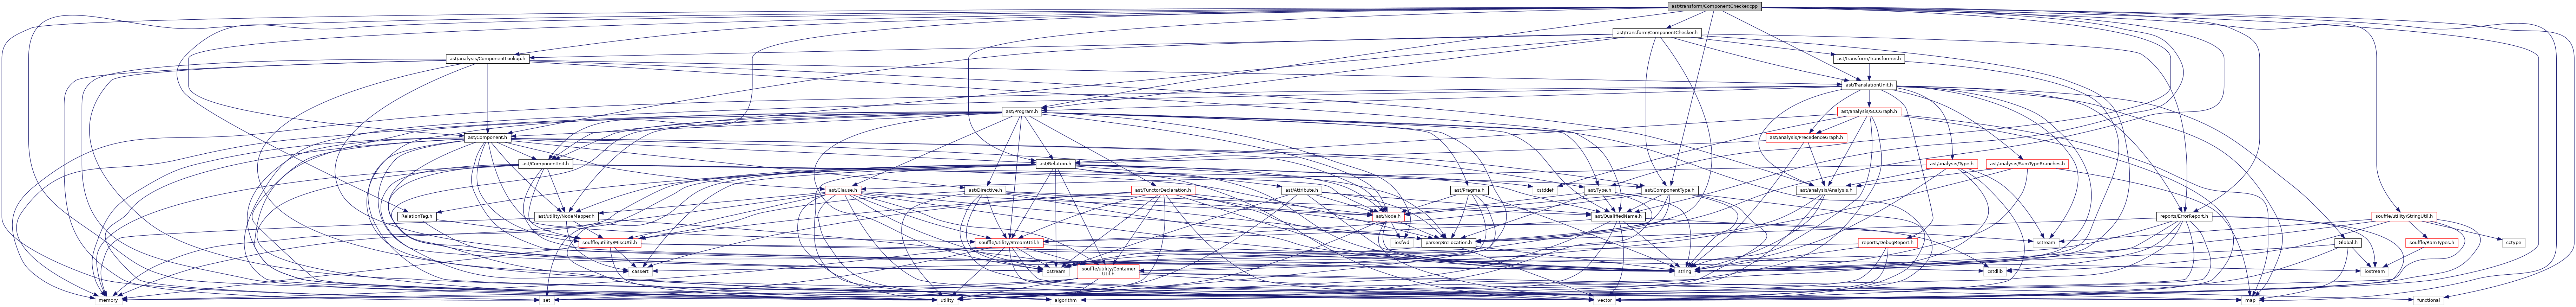 ast/transform/ComponentChecker.cpp
ast/transform/ComponentChecker.h
ast/analysis/ComponentLookup.h
ast/transform/Transformer.h
ast/TranslationUnit.h
ast/Program.h
ast/analysis/SCCGraph.h
ast/Component.h
ast/analysis/PrecedenceGraph.h
ast/ComponentInit.h
ast/Relation.h
ast/analysis/Type.h
ast/analysis/SumTypeBranches.h
ast/Clause.h
ast/Directive.h
ast/FunctorDeclaration.h
ast/Attribute.h
cstddef
ast/Pragma.h
ast/Type.h
ast/ComponentType.h
ast/analysis/Analysis.h
RelationTag.h
ast/utility/NodeMapper.h
ast/Node.h
ast/QualifiedName.h
reports/ErrorReport.h
souffle/utility/StringUtil.h
souffle/utility/MiscUtil.h
souffle/utility/StreamUtil.h
iosfwd
parser/SrcLocation.h
reports/DebugReport.h
sstream
Global.h
souffle/RamTypes.h
cctype
cassert
ostream
souffle/utility/Container
Util.h
string
cstdlib
iostream
memory
set
utility
algorithm
vector
map
functional